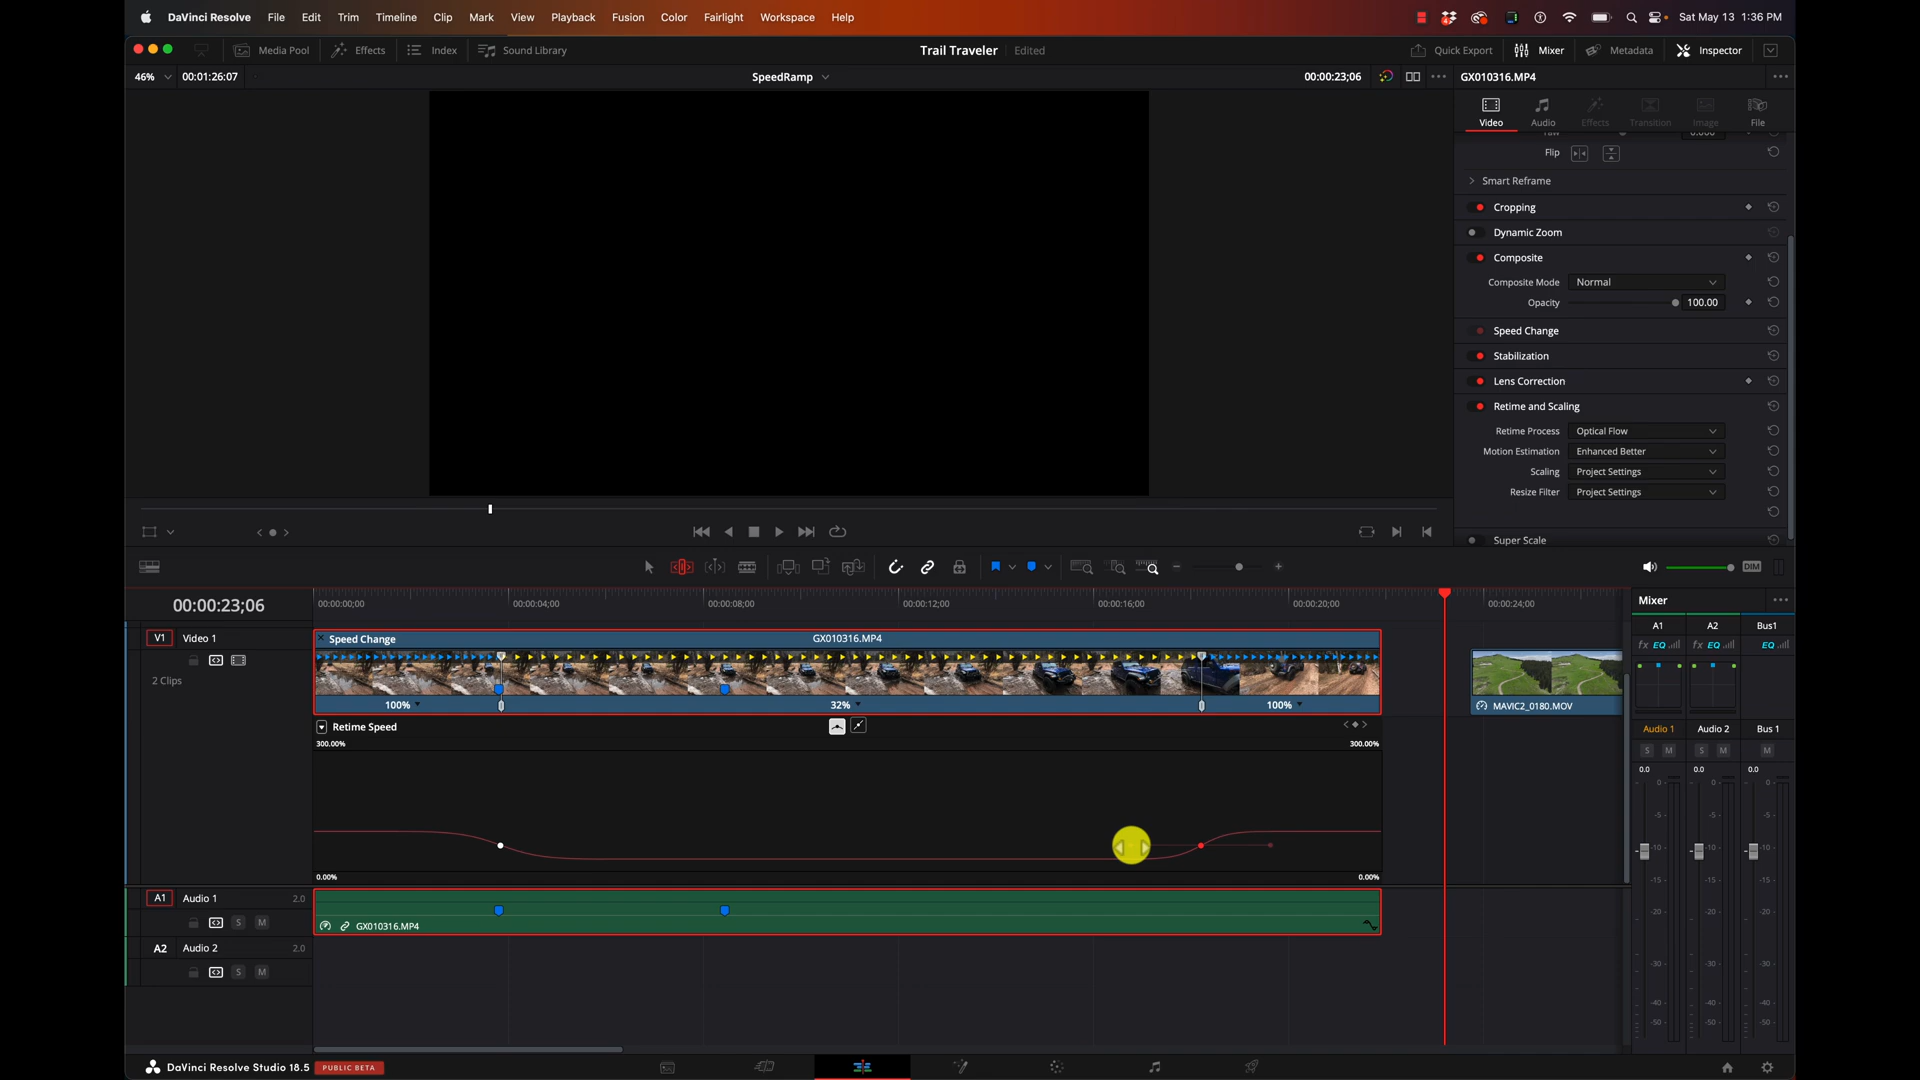 DaVinci Resolve File Edit Trim Timeline Clip Mark View Playback Fusion Color Fairlight Workspace Help Sat May 13 1:36 PM
Media Pool Effects Index Sound Library Trail Traveler Edited Quick Export Mixer Metadata Inspector
46% 00:01:26:07 SpeedRamp 00:00:23;06 GX010316.MP4
Video Audio Effects Transition Image File
Flip
Smart Reframe
Cropping
Dynamic Zoom
Composite
Composite Mode Normal
Opacity 100.00
Speed Change
Stabilization
Lens Correction
Retime and Scaling
Retime Process Optical Flow
Motion Estimation Enhanced Better
Scaling Project Settings
Resize Filter Project Settings
Super Scale
DIM
00:00:23;06 00:00:00;00 00:00:04;00 00:00:08;00 00:00:12;00 00:00:16;00 00:00:20;00 00:00:24;00 Mixer
A1 A2 Bus1
V1 Video 1 Speed Change GX010316.MP4
fx EQ fx EQ EQ
2 Clips
100% 32% 100% MAVIC2_0180.MOV
Retime Speed Audio 1 Audio 2 Bus 1
300.00% 300.00%
S M S M M
0.0 0.0 0.0
0 0 0
-5 -5 -5
-10 -10 -10
-15 -15 -15
0.00% 0.00%
A1 Audio 1 2.0
-20 -20 -20
S M GX010316.MP4
A2 Audio 2 2.0
-30 -30 -30
S M
-40 -40 -40
-50 -50 -50
DaVinci Resolve Studio 18.5 PUBLIC BETA